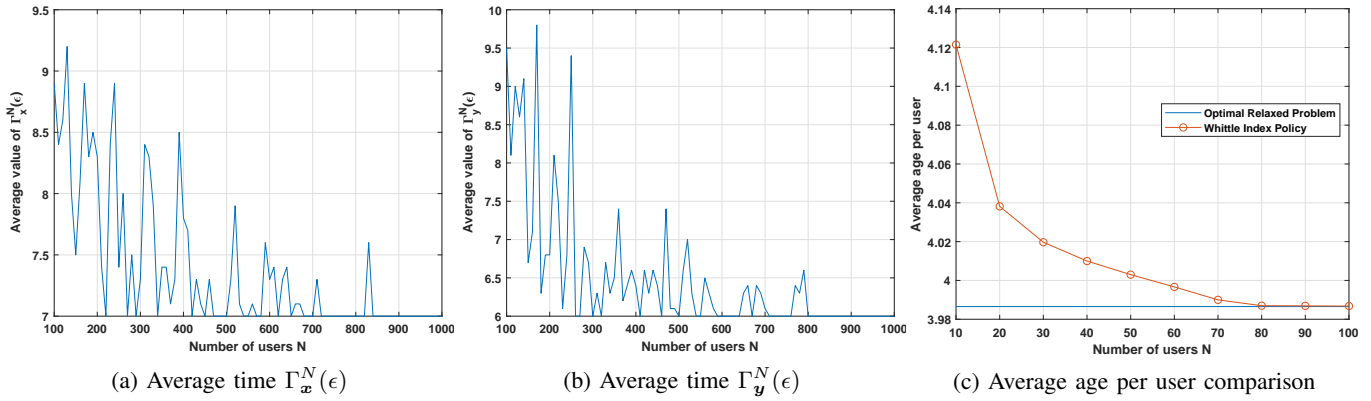 9.5
9
8.5
8
7.5
7
100 200 300 400 500 600 700 800 900 1000
Average value of Γ_x^N(ϵ)
Number of users N
(a) Average time Γ_x^N(ϵ)
10
9.5
9
8.5
8
7.5
7
6.5
6
100 200 300 400 500 600 700 800 900 1000
Average value of Γ_y^N(ϵ)
Number of users N
(b) Average time Γ_y^N(ϵ)
4.14
4.12
4.1
4.08
4.06
4.04
4.02
4
3.98
10 20 30 40 50 60 70 80 90 100
Average age per user
Number of users N
Optimal Relaxed Problem
Whittle Index Policy
(c) Average age per user comparison